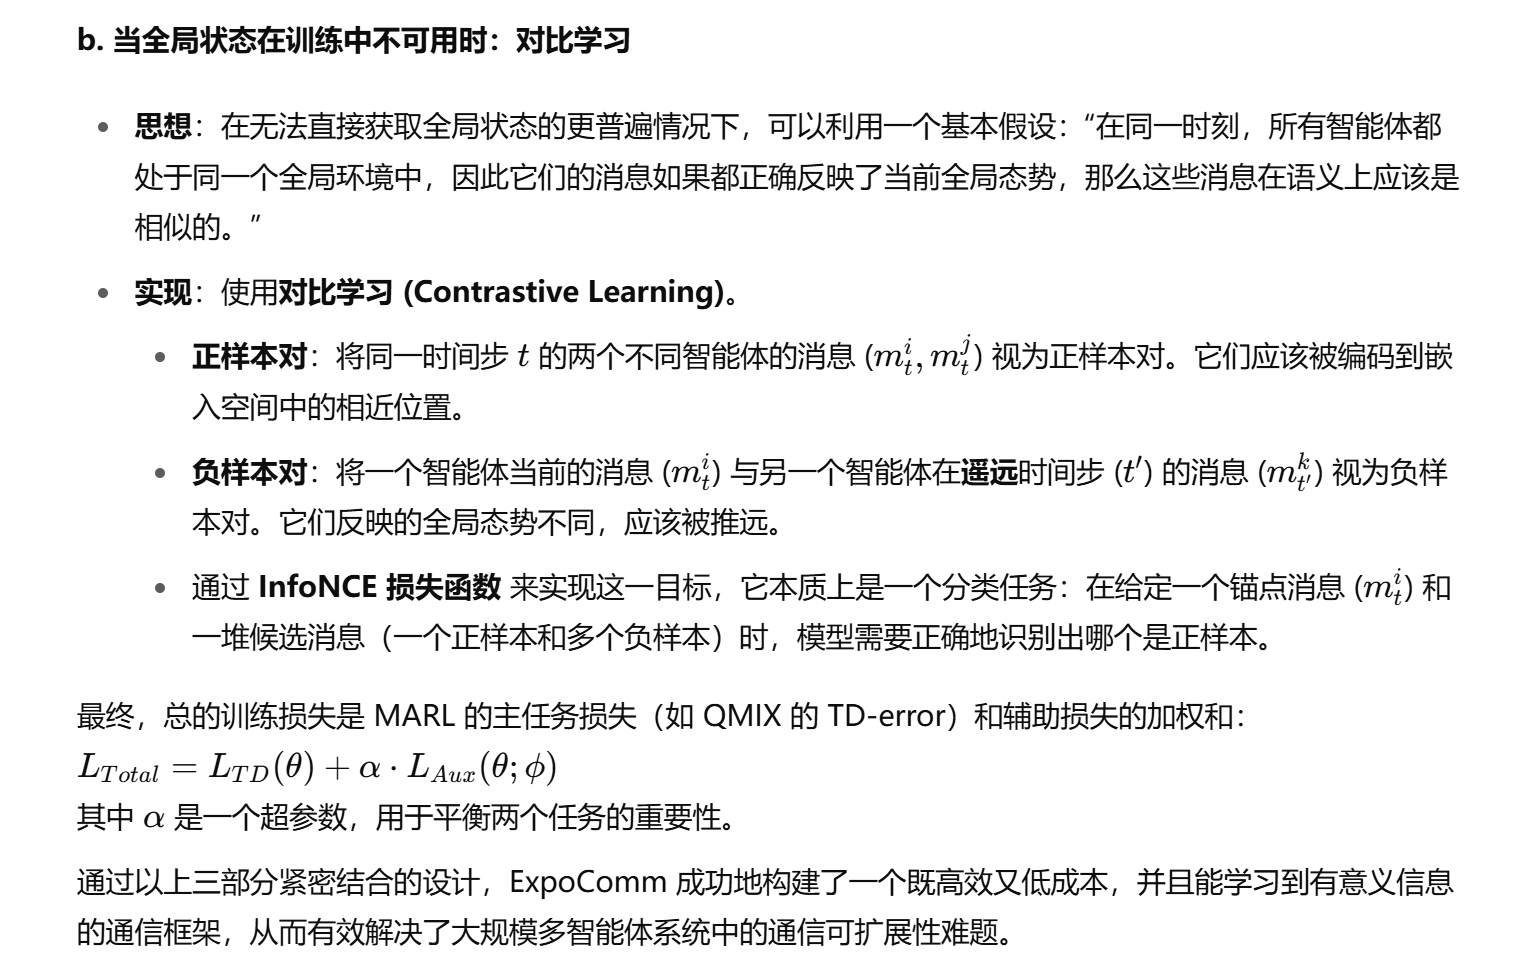 b. 当全局状态在训练中不可用时：对比学习
思想：在无法直接获取全局状态的更普遍情况下，可以利用一个基本假设：“在同一时刻，所有智能体都
处于同一个全局环境中，因此它们的消息如果都正确反映了当前全局态势，那么这些消息在语义上应该是
相似的。”
实现：使用对比学习 (Contrastive Learning)。
正样本对：将同一时间步 $t$ 的两个不同智能体的消息 ($m_t^i, m_t^j$) 视为正样本对。它们应该被编码到嵌
入空间中的相近位置。
负样本对：将一个智能体当前的消息 ($m_t^i$) 与另一个智能体在遥远时间步 ($t'$) 的消息 ($m_{t'}^k$) 视为负样
本对。它们反映的全局态势不同，应该被推远。
通过 InfoNCE 损失函数 来实现这一目标，它本质上是一个分类任务：在给定一个锚点消息 ($m_t^i$) 和
一堆候选消息（一个正样本和多个负样本）时，模型需要正确地识别出哪个是正样本。
最终，总的训练损失是 MARL 的主任务损失（如 QMIX 的 TD-error）和辅助损失的加权和：
$L_{Total} = L_{TD}(\theta) + \alpha \cdot L_{Aux}(\theta; \phi)$
其中 $\alpha$ 是一个超参数，用于平衡两个任务的重要性。
通过以上三部分紧密结合的设计，ExpoComm 成功地构建了一个既高效又低成本，并且能学习到有意义信息
的通信框架，从而有效解决了大规模多智能体系统中的通信可扩展性难题。